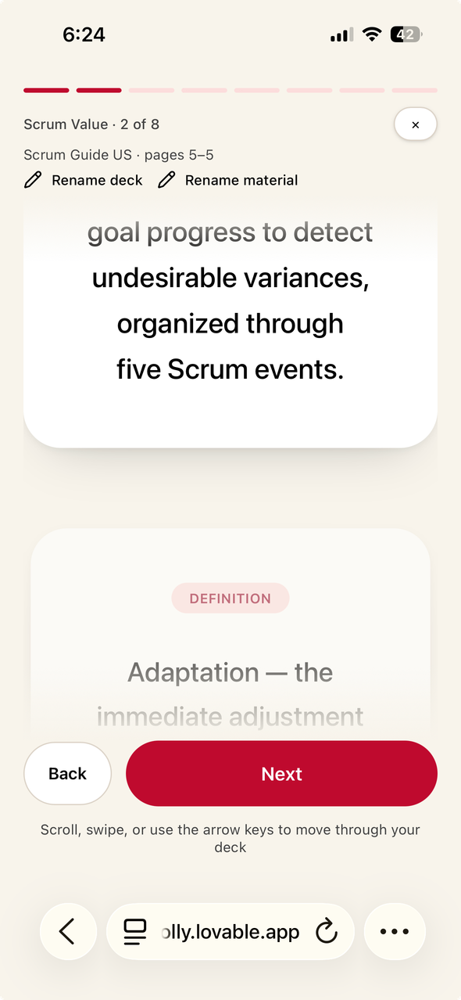 6:24
42
Scrum Value · 2 of 8
×
Scrum Guide US · pages 5–5
Rename deck Rename material
goal progress to detect
undesirable variances,
organized through
five Scrum events.
DEFINITION
Adaptation — the
immediate adjustment
Back
Next
Scroll, swipe, or use the arrow keys to move through your
deck
olly.lovable.app